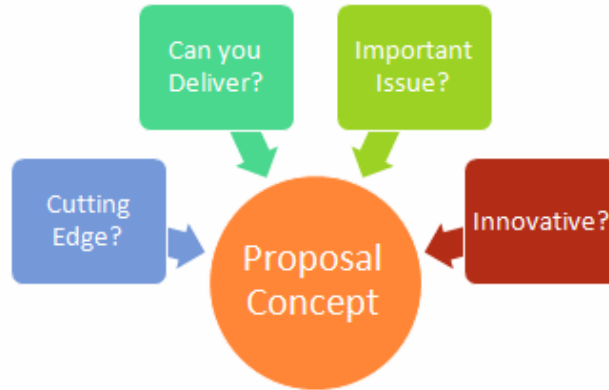 Can you
Deliver?
Important
Issue?
Cutting
Edge?
Innovative?
Proposal
Concept